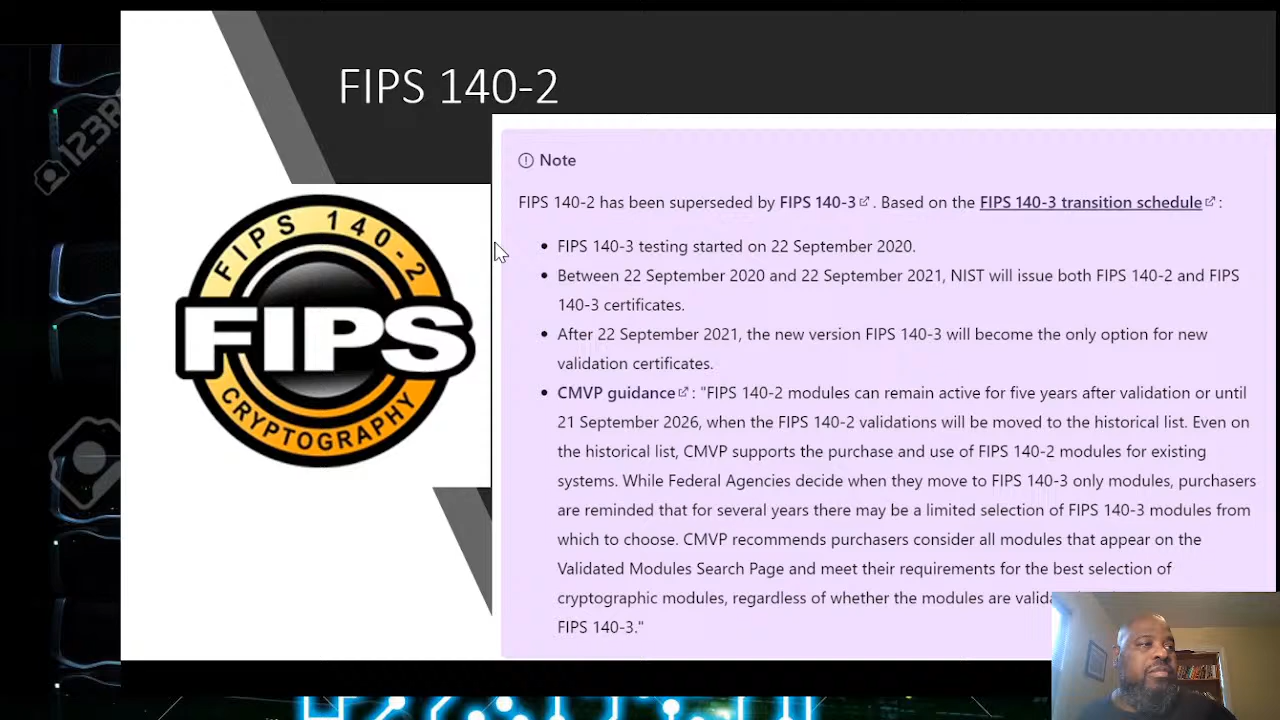 FIPS 140-2
Note
FIPS 140-2 has been superseded by FIPS 140-3 . Based on the FIPS 140-3 transition schedule :
• FIPS 140-3 testing started on 22 September 2020.
• Between 22 September 2020 and 22 September 2021, NIST will issue both FIPS 140-2 and FIPS
140-3 certificates.
• After 22 September 2021, the new version FIPS 140-3 will become the only option for new
validation certificates.
• CMVP guidance : "FIPS 140-2 modules can remain active for five years after validation or until
21 September 2026, when the FIPS 140-2 validations will be moved to the historical list. Even on
the historical list, CMVP supports the purchase and use of FIPS 140-2 modules for existing
systems. While Federal Agencies decide when they move to FIPS 140-3 only modules, purchasers
are reminded that for several years there may be a limited selection of FIPS 140-3 modules from
which to choose. CMVP recommends purchasers consider all modules that appear on the
Validated Modules Search Page and meet their requirements for the best selection of
cryptographic modules, regardless of whether the modules are
FIPS 140-3."
FIPS 140-2
FIPS
CRYPTOGRAPHY